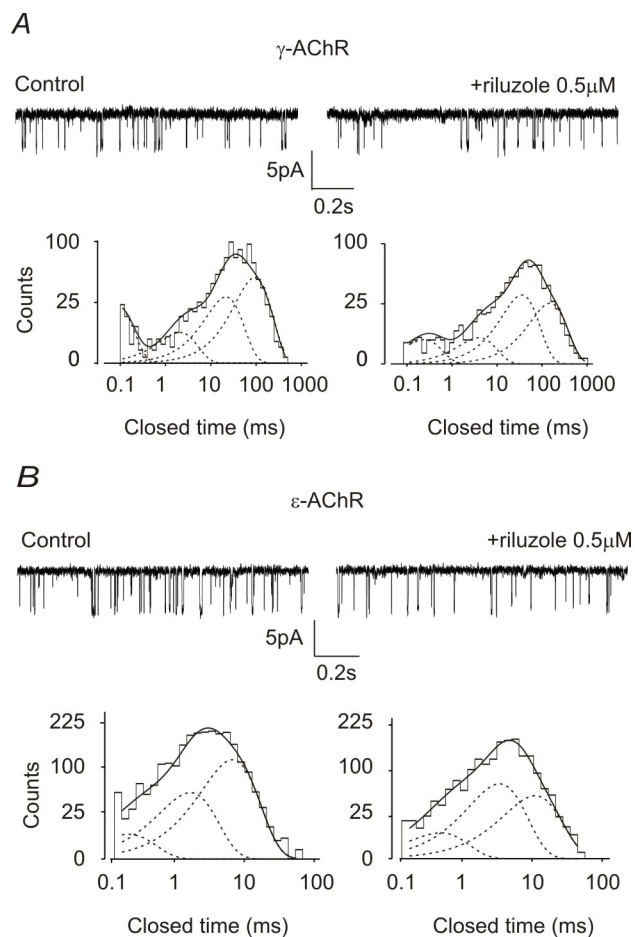 A
γ-AChR
Control
+riluzole 0.5μM
5pA
0.2s
100
25
0
Counts
0.1 1 10 100 1000
Closed time (ms)
100
25
0
0.1 1 10 100 1000
Closed time (ms)
B
ε-AChR
Control
+riluzole 0.5μM
5pA
0.2s
225
100
25
0
Counts
0.1 1 10 100
Closed time (ms)
225
100
25
0
0.1 1 10 100
Closed time (ms)